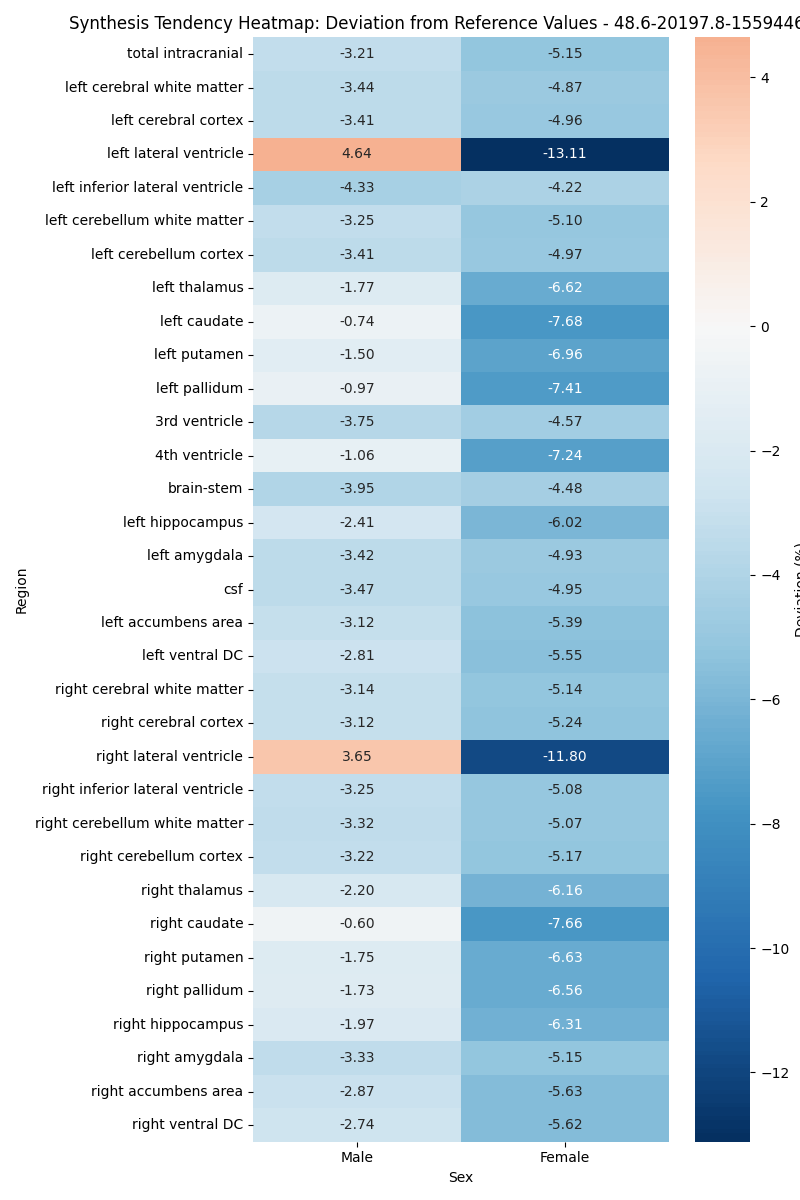 Synthesis Tendency Heatmap: Deviation from Reference Values - 48.6-20197.8-1559446
total intracranial -3.21 -5.15
left cerebral white matter -3.44 -4.87
left cerebral cortex -3.41 -4.96
left lateral ventricle 4.64 -13.11
left inferior lateral ventricle -4.33 -4.22
left cerebellum white matter -3.25 -5.10
left cerebellum cortex -3.41 -4.97
left thalamus -1.77 -6.62
left caudate -0.74 -7.68
left putamen -1.50 -6.96
left pallidum -0.97 -7.41
3rd ventricle -3.75 -4.57
4th ventricle -1.06 -7.24
brain-stem -3.95 -4.48
left hippocampus -2.41 -6.02
left amygdala -3.42 -4.93
csf -3.47 -4.95
left accumbens area -3.12 -5.39
left ventral DC -2.81 -5.55
right cerebral white matter -3.14 -5.14
right cerebral cortex -3.12 -5.24
right lateral ventricle 3.65 -11.80
right inferior lateral ventricle -3.25 -5.08
right cerebellum white matter -3.32 -5.07
right cerebellum cortex -3.22 -5.17
right thalamus -2.20 -6.16
right caudate -0.60 -7.66
right putamen -1.75 -6.63
right pallidum -1.73 -6.56
right hippocampus -1.97 -6.31
right amygdala -3.33 -5.15
right accumbens area -2.87 -5.63
right ventral DC -2.74 -5.62
Male Female
Sex
Region
4
2
0
−2
−4
−6
−8
−10
−12
Deviation (%)